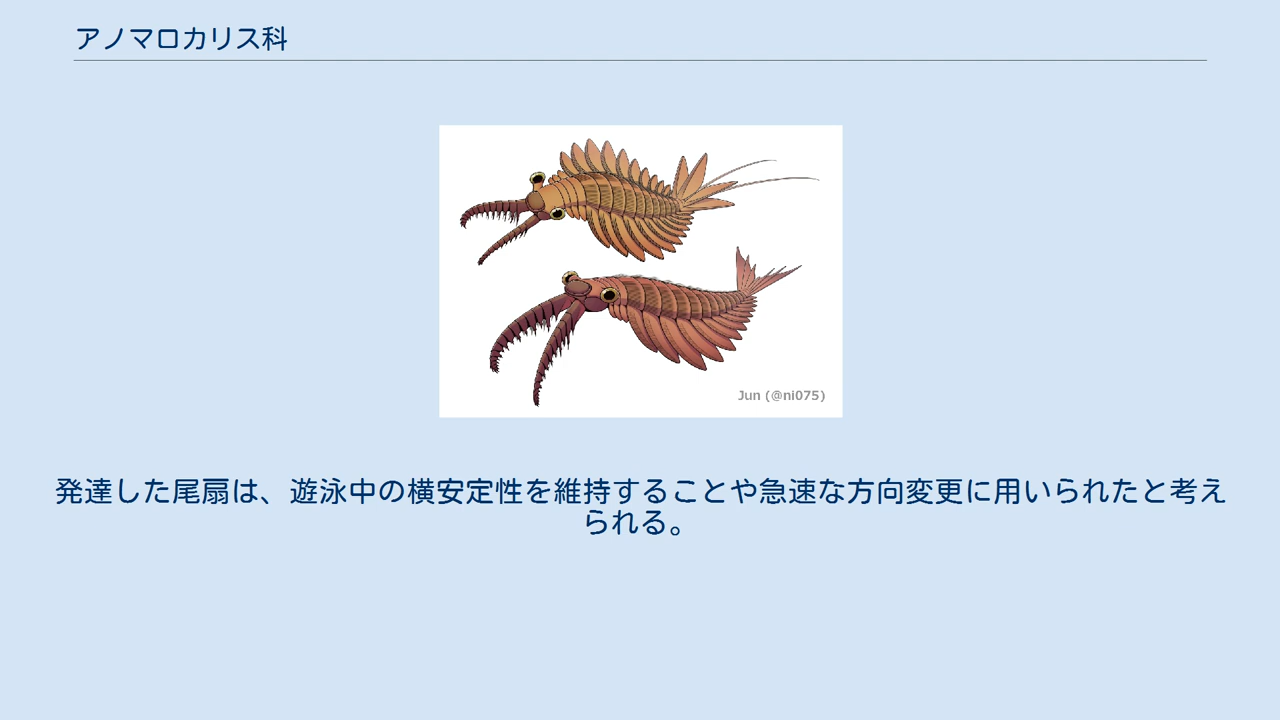 アノマロカリス科
Jun (@ni075)
発達した尾扇は、遊泳中の横安定性を維持することや急速な方向変更に用いられたと考え
られる。